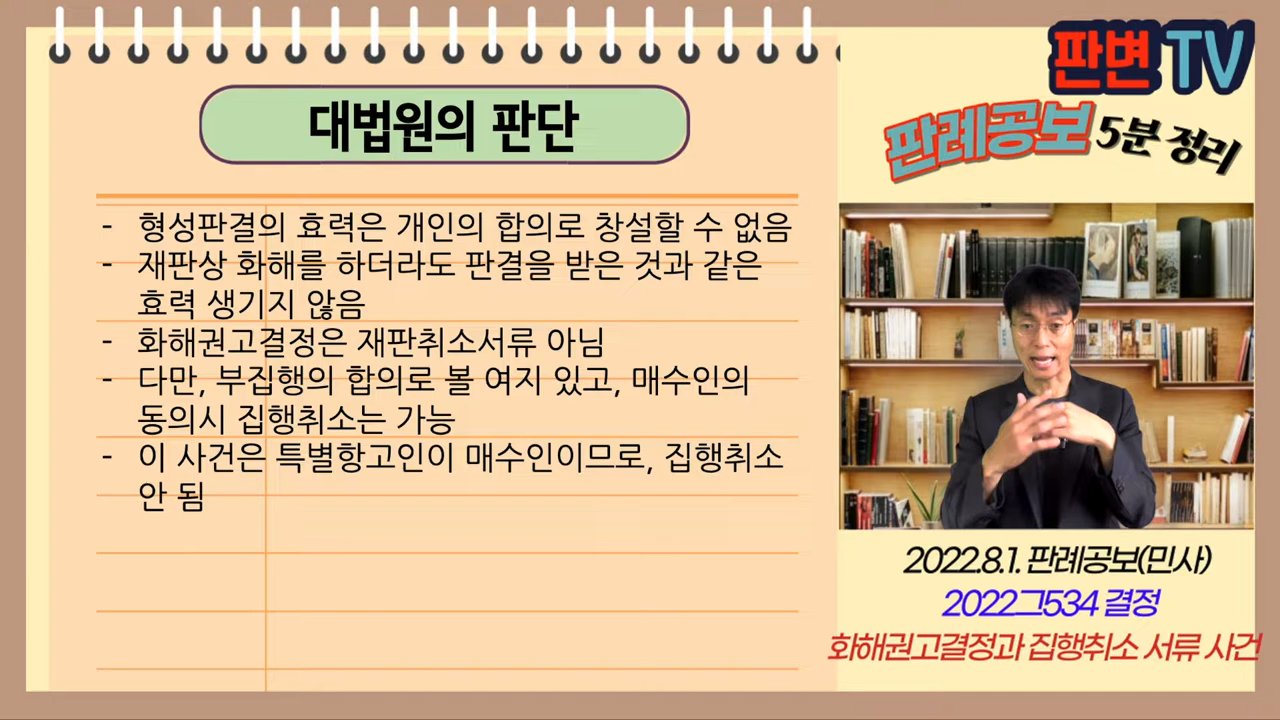 판변 TV
판례공보 5분 정리
대법원의 판단
- 형성판결의 효력은 개인의 합의로 창설할 수 없음
- 재판상 화해를 하더라도 판결을 받은 것과 같은
효력 생기지 않음
- 화해권고결정은 재판취소서류 아님
- 다만, 부집행의 합의로 볼 여지 있고, 매수인의
동의시 집행취소는 가능
- 이 사건은 특별항고인이 매수인이므로, 집행취소
안 됨
2022.8.1. 판례공보(민사)
2022그534 결정
화해권고결정과 집행취소 서류 사건